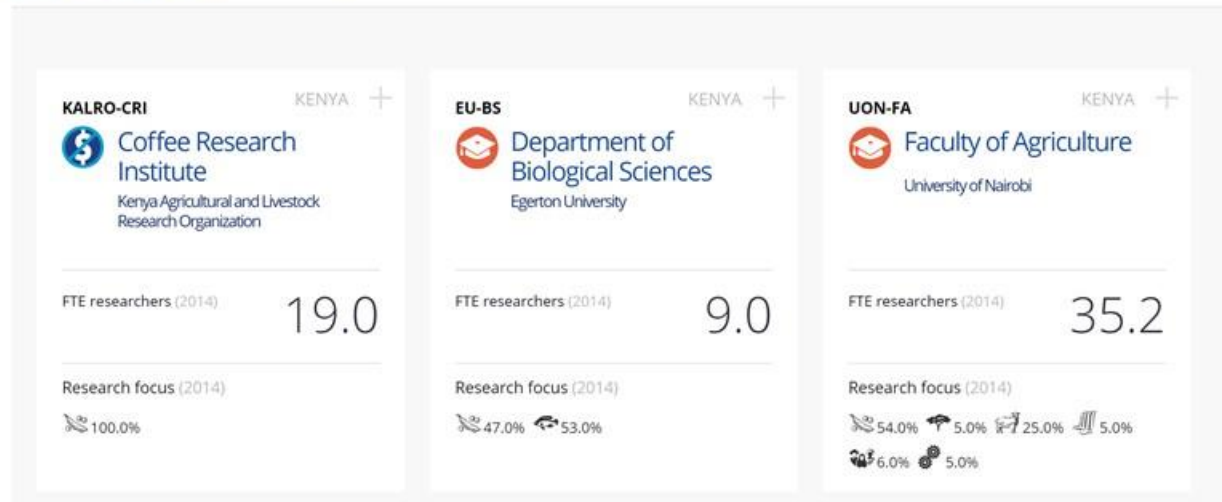 KALRO-CRI
KENYA
Coffee Research
Institute
Kenya Agricultural and Livestock
Research Organization
FTE researchers (2014)
19.0
Research focus (2014)
100.0%
EU-BS
KENYA
Department of
Biological Sciences
Egerton University
FTE researchers (2014)
9.0
Research focus (2014)
47.0% 53.0%
UON-FA
KENYA
Faculty of Agriculture
University of Nairobi
FTE researchers (2014)
35.2
Research focus (2014)
54.0% 5.0% 25.0% 5.0%
6.0% 5.0%